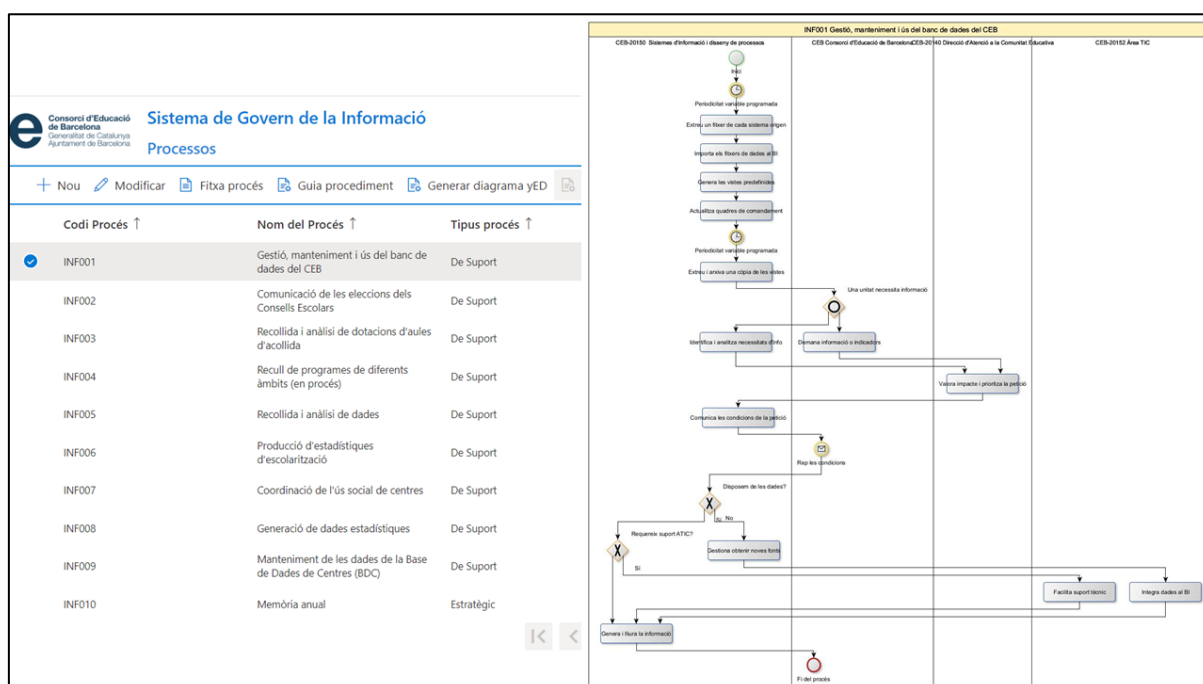 Consorci d'Educació
de Barcelona
Generalitat de Catalunya
Ajuntament de Barcelona
Sistema de Govern de la Informació
Processos
Nou
Modificar
Fitxa procés
Guia procediment
Generar diagrama yED
Codi Procés ↑
Nom del Procés ↑
Tipus procés ↑
INF001
Gestió, manteniment i ús del banc de
dades del CEB
De Suport
INF002
Comunicació de les eleccions dels
Consells Escolars
De Suport
INF003
Recollida i anàlisi de dotacions d'aules
d'acollida
De Suport
INF004
Recull de programes de diferents
àmbits (en procés)
De Suport
INF005
Recollida i anàlisi de dades
De Suport
INF006
Producció d'estadístiques
d'escolarització
De Suport
INF007
Coordinació de l'ús social de centres
De Suport
INF008
Generació de dades estadístiques
De Suport
INF009
Manteniment de les dades de la Base
de Dades de Centres (BDC)
De Suport
INF010
Memòria anual
Estratègic
INF001 Gestió, manteniment i ús del banc de dades del CEB
CEB-20150 Sistemes d'Informació i disseny de processos
CEB Consorci d'Educació de Barcelona
CEB-20140 Direcció d'Atenció a la Comunitat Educativa
CEB-20152 Àrea TIC
Inici
Periodicitat variable programada
Extreu un fitxer de cada sistema origen
Importa els fitxers de dades al BI
Genera les vistes predefinides
Actualitza quadres de comandament
Periodicitat variable programada
Extreu i arxiva una còpia de les vistes
Una unitat necessita informació
Identifica i analitza necessitats d'info
Demana informació o indicadors
Valora impacte i prioritza la petició
Comunica les condicions de la petició
Rep les condicions
Disposem de les dades?
Sí
No
Requereix suport ATIC?
Gestiona obtenir noves fonts
Sí
Facilita suport tècnic
Integra dades al BI
Genera i lliura la informació
Fi del procés